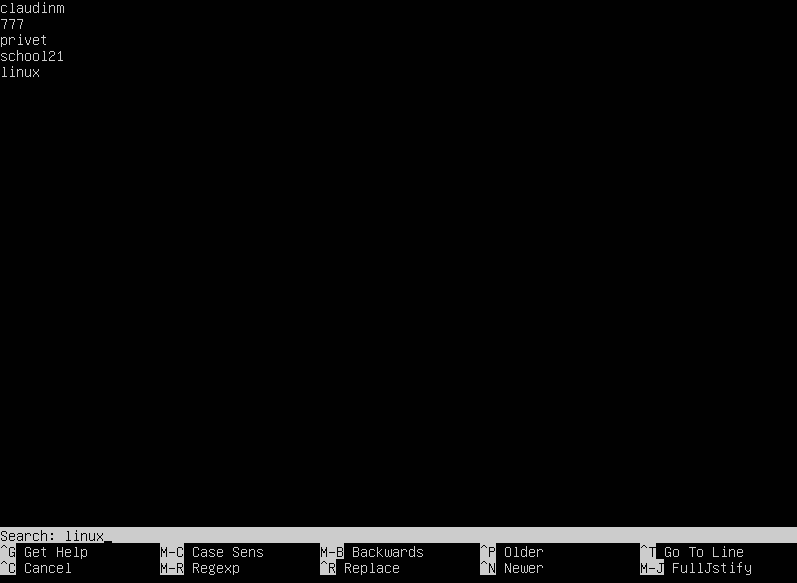 claudinm
777
privet
school21
linux
Search: linux_
^G Get Help M-C Case Sens M-B Backwards ^P Older ^T Go To Line
^C Cancel M-R Regexp ^R Replace ^N Newer M-J FullJstify